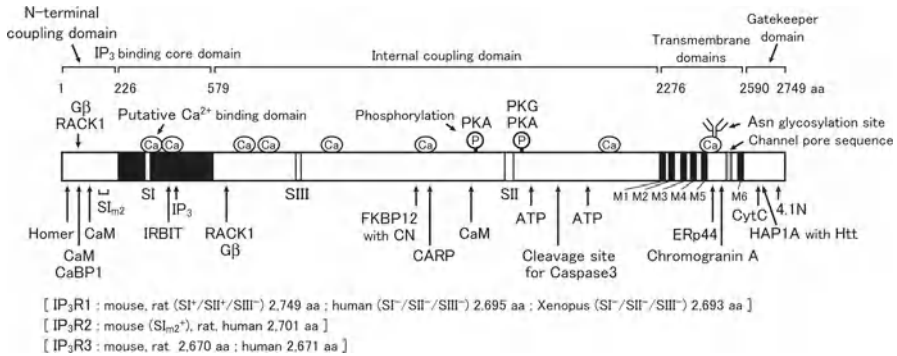 N-terminal coupling domain
IP₃ binding core domain
Internal coupling domain
Transmembrane domains
Gatekeeper domain
1 226 579 2276 2590 2749 aa
Gβ
RACK1
Putative Ca²⁺ binding domain
Phosphorylation
PKA
PKG
PKA
Asn glycosylation site
Channel pore sequence
Ca Ca Ca Ca Ca Ca P P Ca Ca
SI SIII SII M1 M2 M3 M4 M5 M6
SIm2
Homer
CaM
CaBP1
CaM
IRBIT
IP₃
RACK1
Gβ
FKBP12
with CN
CARP
CaM
ATP
Cleavage site
for Caspase3
ATP
ERp44
Chromogranin A
CytC
HAP1A with Htt
4.1N
[ IP₃R1 : mouse, rat (SI⁺/SII⁺/SIII⁻) 2,749 aa ; human (SI⁻/SII⁻/SIII⁻) 2,695 aa ; Xenopus (SI⁻/SII⁻/SIII⁻) 2,693 aa ]
[ IP₃R2 : mouse (SIm2⁺), rat, human 2,701 aa ]
[ IP₃R3 : mouse, rat 2,670 aa ; human 2,671 aa ]